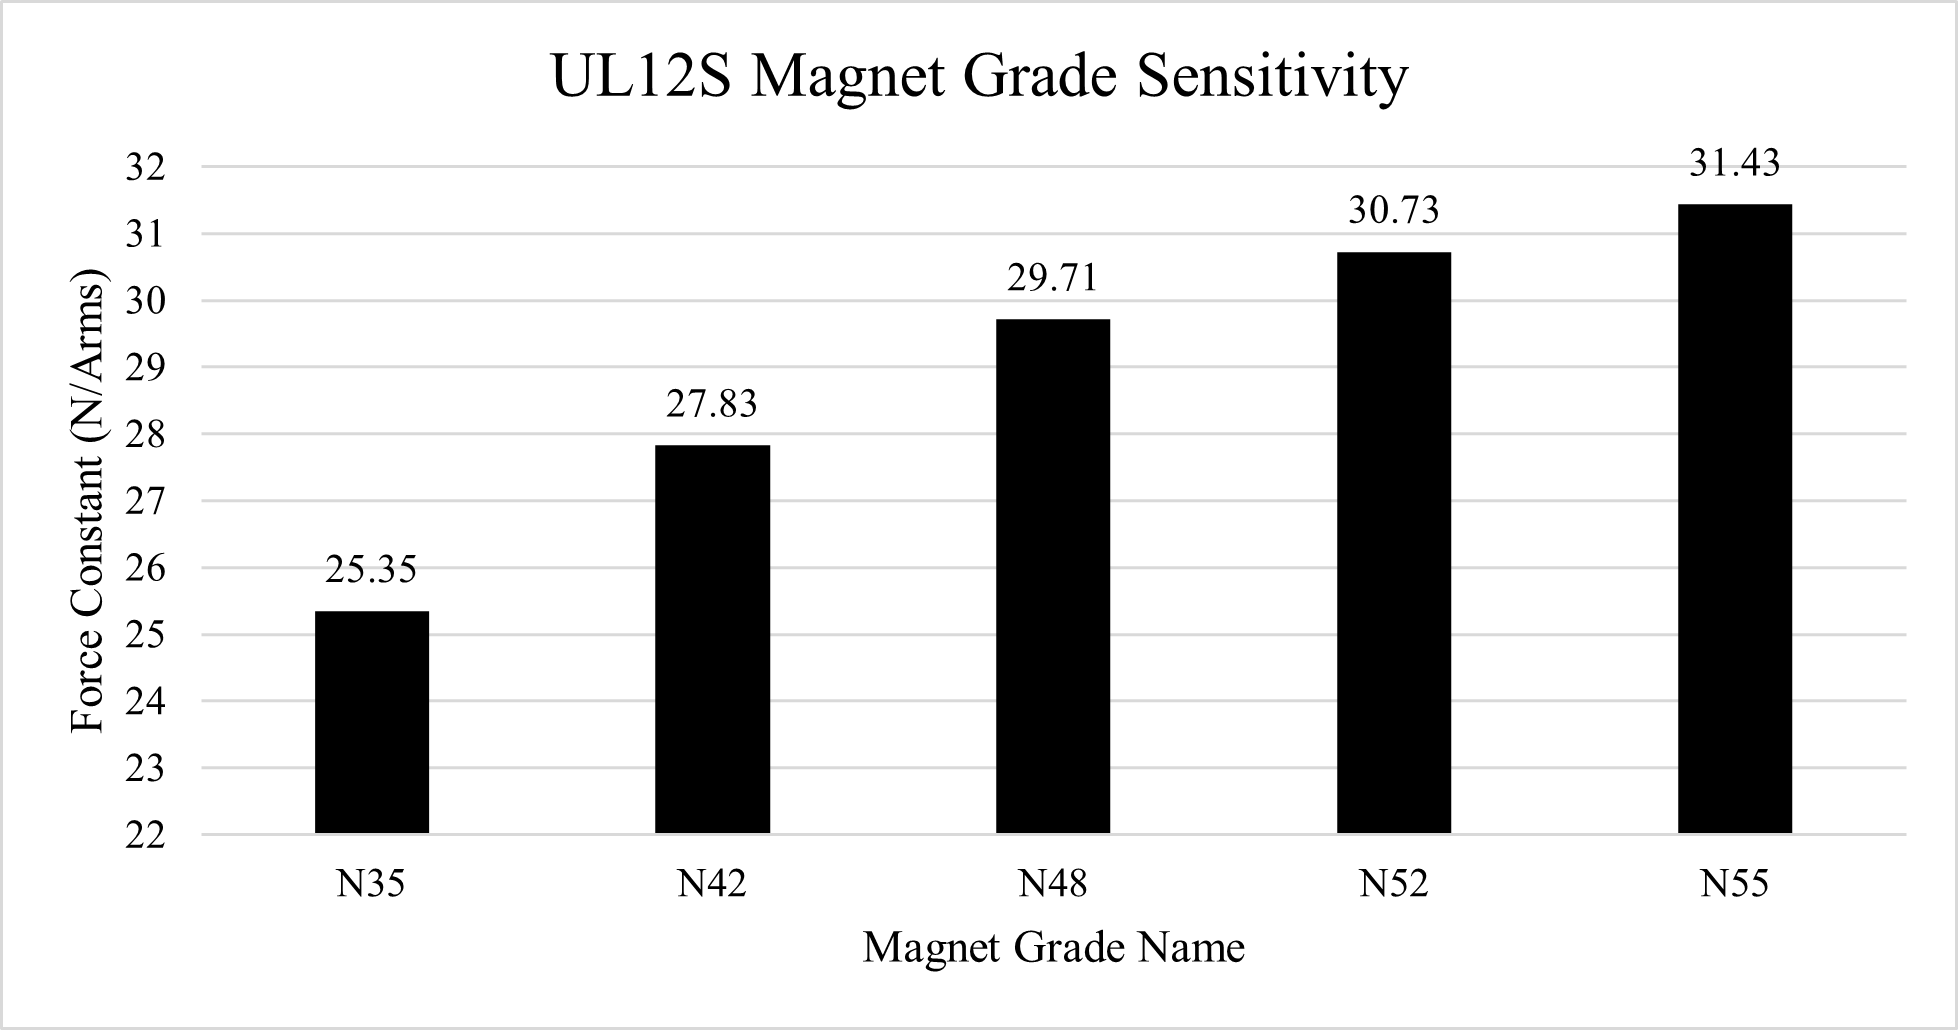 UL12S Magnet Grade Sensitivity
Force Constant (N/Arms)
32
31
30
29
28
27
26
25
24
23
22
25.35
27.83
29.71
30.73
31.43
N35
N42
N48
N52
N55
Magnet Grade Name